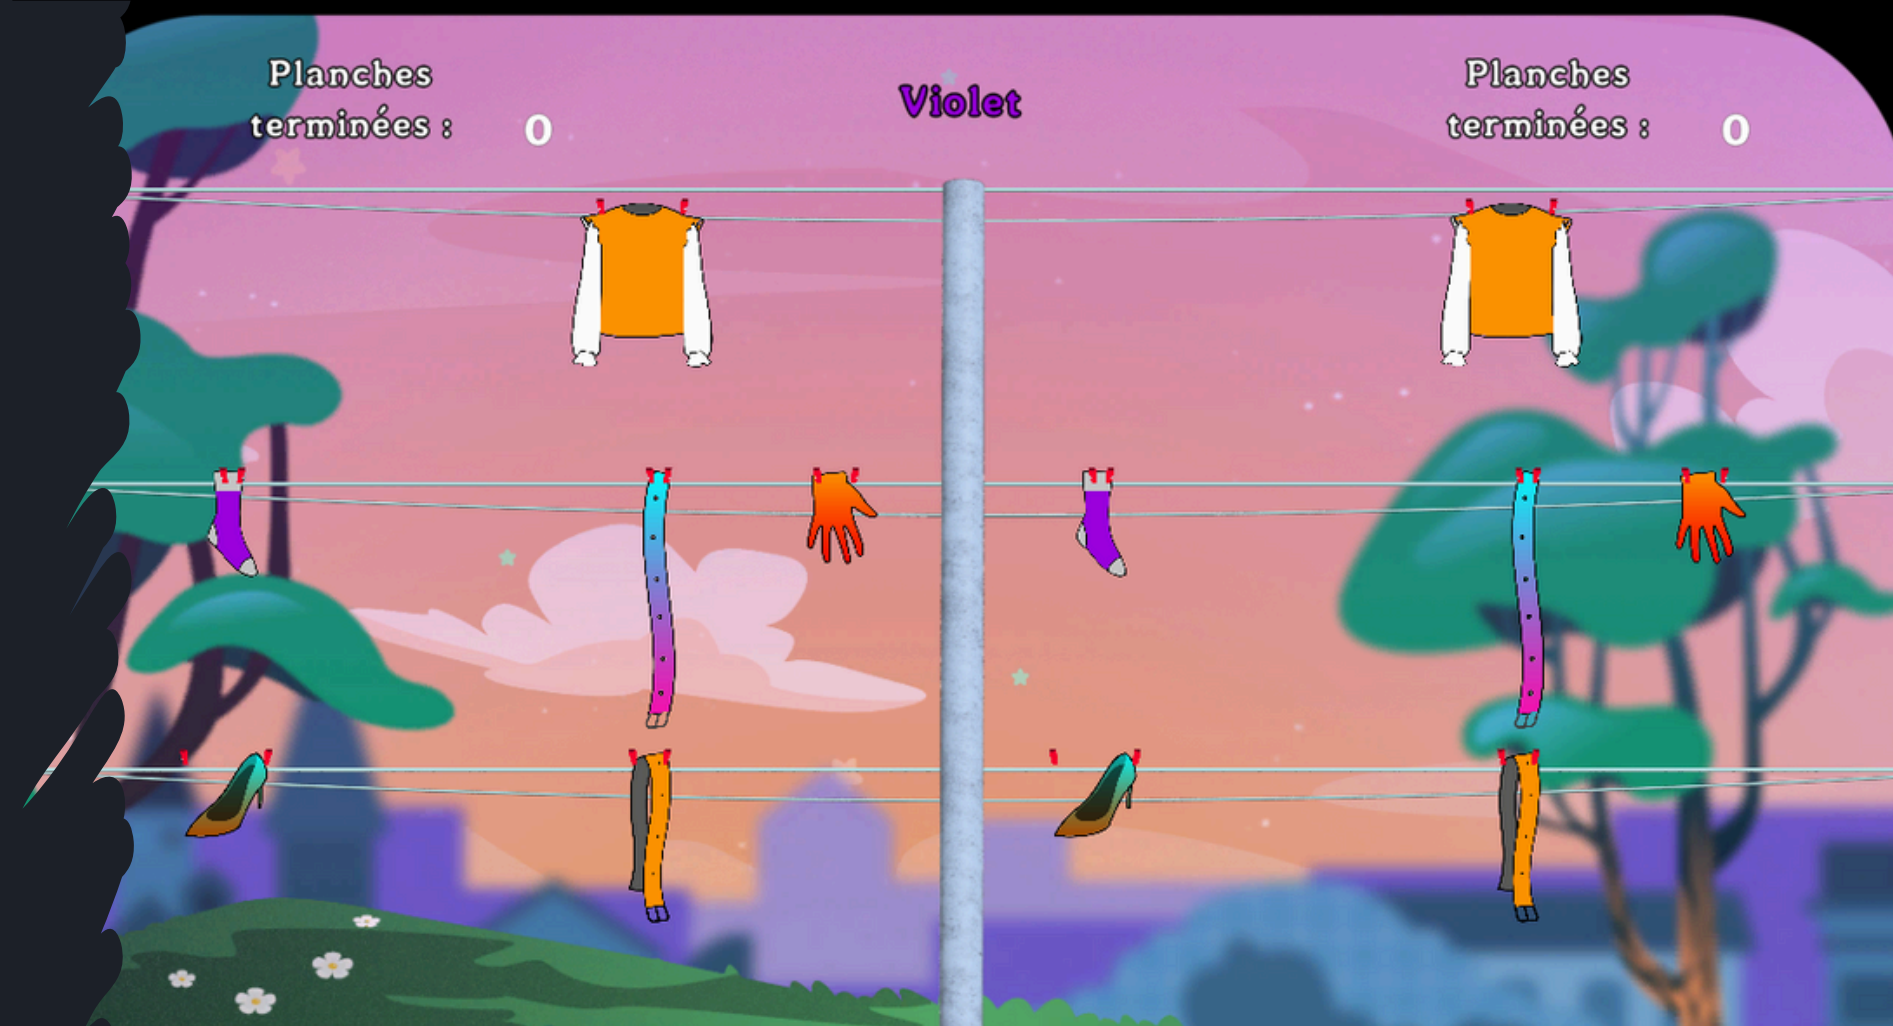 Planches
terminées : 0
Violet
Planches
terminées : 0